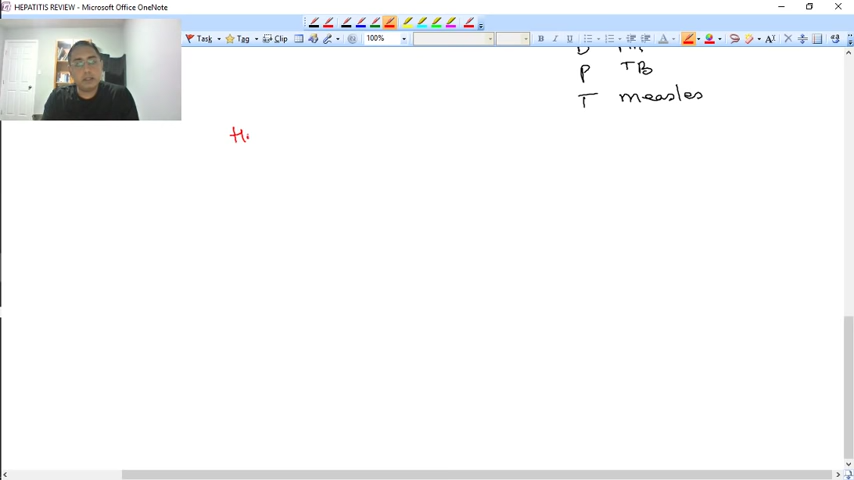 HEPATITIS REVIEW - Microsoft Office OneNote
Task Tag Clip 100% B I U
P TB
T measles
H.